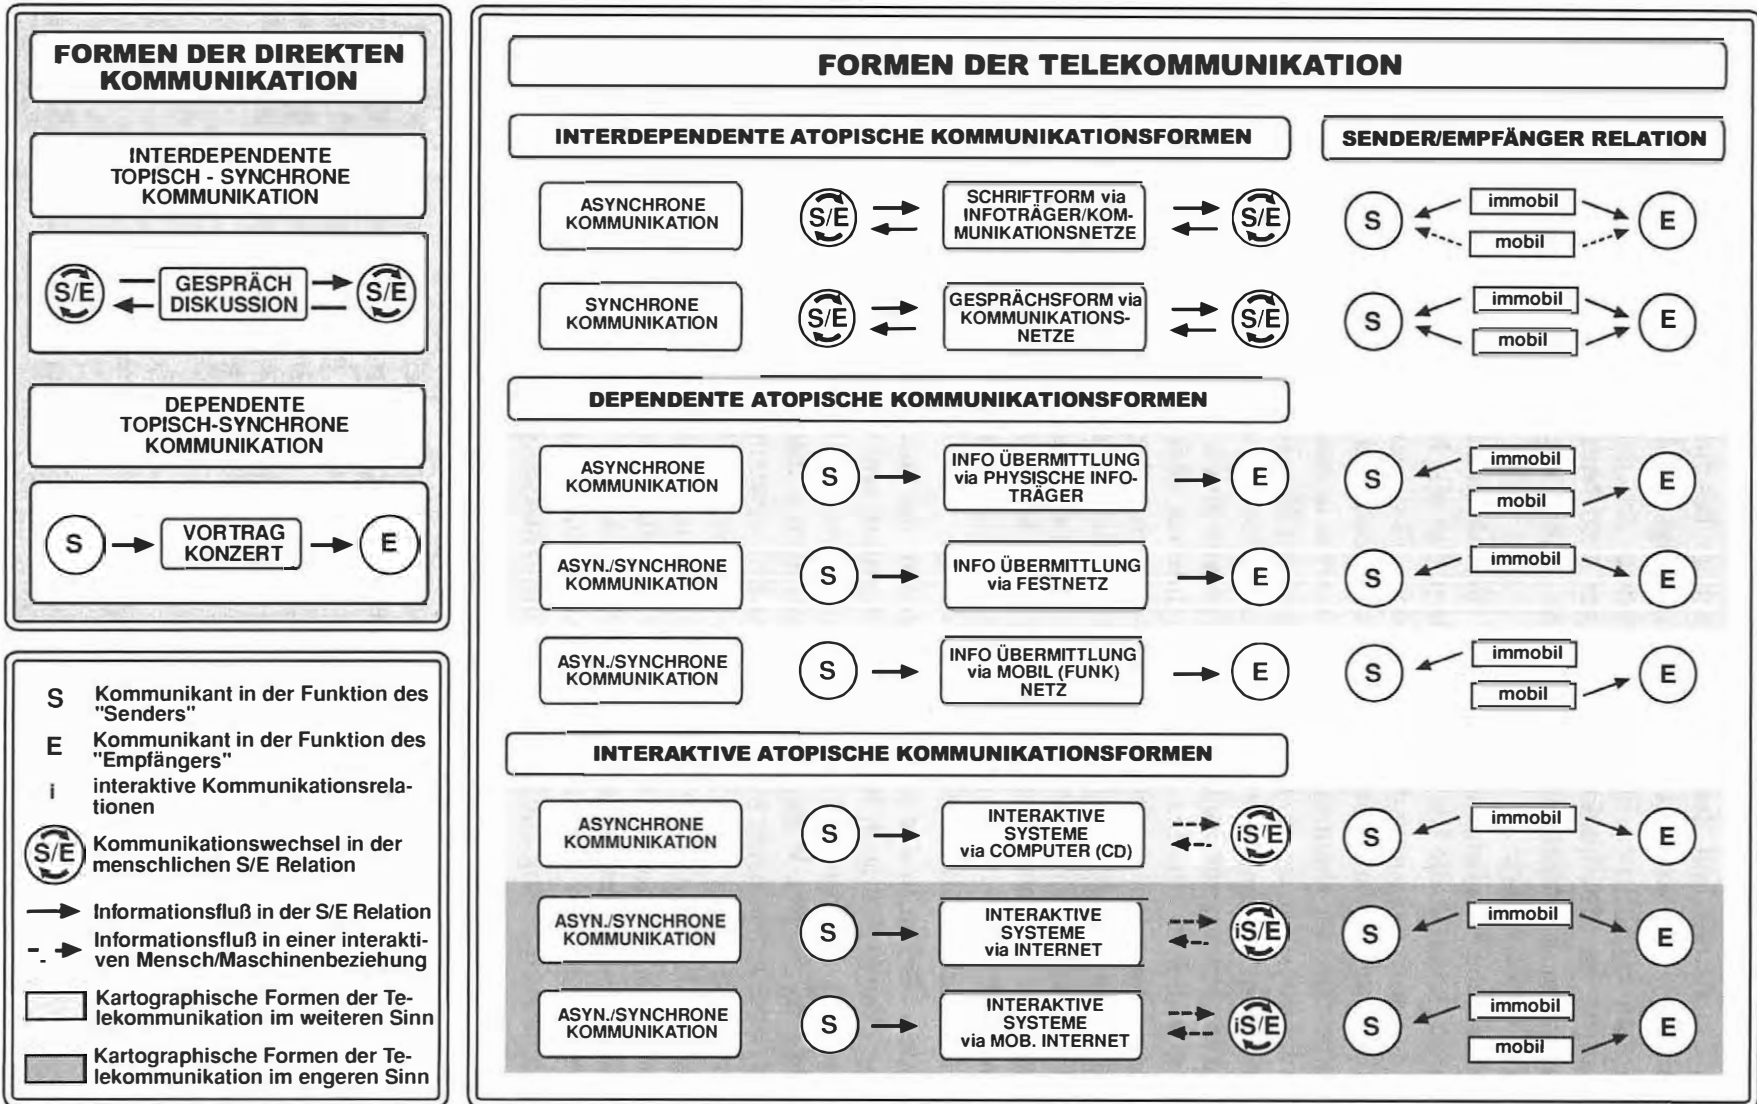 FORMEN DER DIREKTEN
KOMMUNIKATION
INTERDEPENDENTE
TOPISCH - SYNCHRONE
KOMMUNIKATION
S/E
GESPRÄCH
DISKUSSION
S/E
DEPENDENTE
TOPISCH-SYNCHRONE
KOMMUNIKATION
S
VORTRAG
KONZERT
E
S Kommunikant in der Funktion des
"Senders"
E Kommunikant in der Funktion des
"Empfängers"
i interaktive Kommunikationsrela-
tionen
S/E Kommunikationswechsel in der
menschlichen S/E Relation
Informationsfluß in der S/E Relation
Informationsfluß in einer interakti-
ven Mensch/Maschinenbeziehung
Kartographische Formen der Te-
lekommunikation im weiteren Sinn
Kartographische Formen der Te-
lekommunikation im engeren Sinn
FORMEN DER TELEKOMMUNIKATION
INTERDEPENDENTE ATOPISCHE KOMMUNIKATIONSFORMEN
SENDER/EMPFÄNGER RELATION
ASYNCHRONE
KOMMUNIKATION
S/E
SCHRIFTFORM via
INFOTRÄGER/KOM-
MUNIKATIONSNETZE
S/E
S
immobil
mobil
E
SYNCHRONE
KOMMUNIKATION
S/E
GESPRÄCHSFORM via
KOMMUNIKATIONS-
NETZE
S/E
S
immobil
mobil
E
DEPENDENTE ATOPISCHE KOMMUNIKATIONSFORMEN
ASYNCHRONE
KOMMUNIKATION
S
INFO ÜBERMITTLUNG
via PHYSISCHE INFO-
TRÄGER
E
S
immobil
mobil
E
ASYN./SYNCHRONE
KOMMUNIKATION
S
INFO ÜBERMITTLUNG
via FESTNETZ
E
S
immobil
E
ASYN./SYNCHRONE
KOMMUNIKATION
S
INFO ÜBERMITTLUNG
via MOBIL (FUNK)
NETZ
E
S
immobil
mobil
E
INTERAKTIVE ATOPISCHE KOMMUNIKATIONSFORMEN
ASYNCHRONE
KOMMUNIKATION
S
INTERAKTIVE
SYSTEME
via COMPUTER (CD)
iS/E
S
immobil
E
ASYN./SYNCHRONE
KOMMUNIKATION
S
INTERAKTIVE
SYSTEME
via INTERNET
iS/E
S
immobil
E
ASYN./SYNCHRONE
KOMMUNIKATION
S
INTERAKTIVE
SYSTEME
via MOB. INTERNET
iS/E
S
immobil
mobil
E